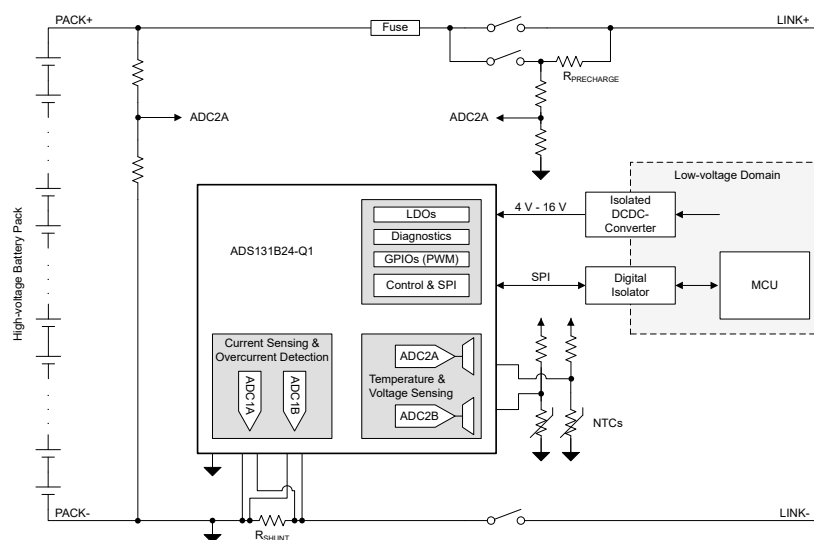 PACK+
Fuse
LINK+
R_PRECHARGE
ADC2A
ADC2A
High-voltage Battery Pack
Low-voltage Domain
ADS131B24-Q1
LDOs
Diagnostics
GPIOs (PWM)
Control & SPI
4 V - 16 V
Isolated
DCDC-
Converter
SPI
Digital
Isolator
MCU
Current Sensing &
Overcurrent Detection
ADC1A
ADC1B
ADC2A
Temperature &
Voltage Sensing
ADC2B
NTCs
PACK-
R_SHUNT
LINK-